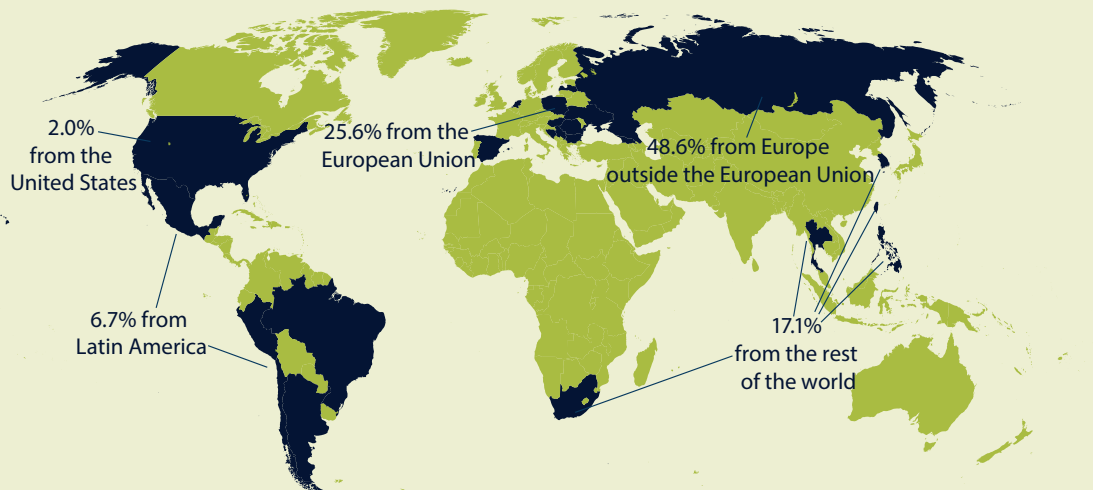 2.0%
from the
United States
25.6% from the
European Union
48.6% from Europe
outside the European Union
6.7% from
Latin America
17.1%
from the rest
of the world